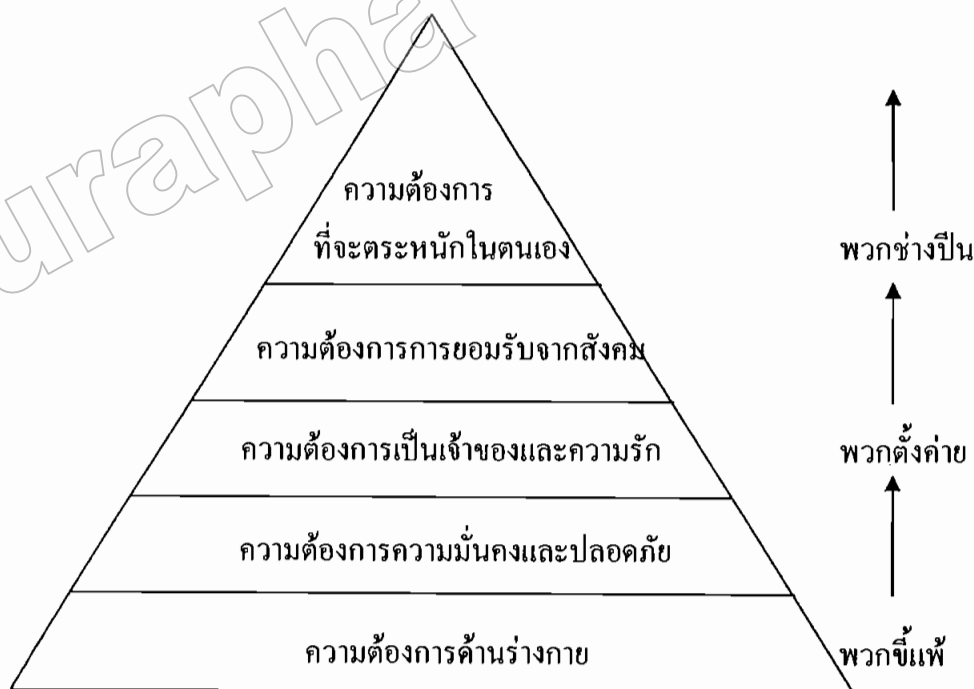 urapha
ความต้องการ
ที่จะตระหนักในตนเอง
พวกช่างปีน
ความต้องการการยอมรับจากสังคม
ความต้องการเป็นเจ้าของและความรัก
พวกตั้งค่าย
ความต้องการความมั่นคงและปลอดภัย
ความต้องการด้านร่างกาย
พวกขี้แพ้